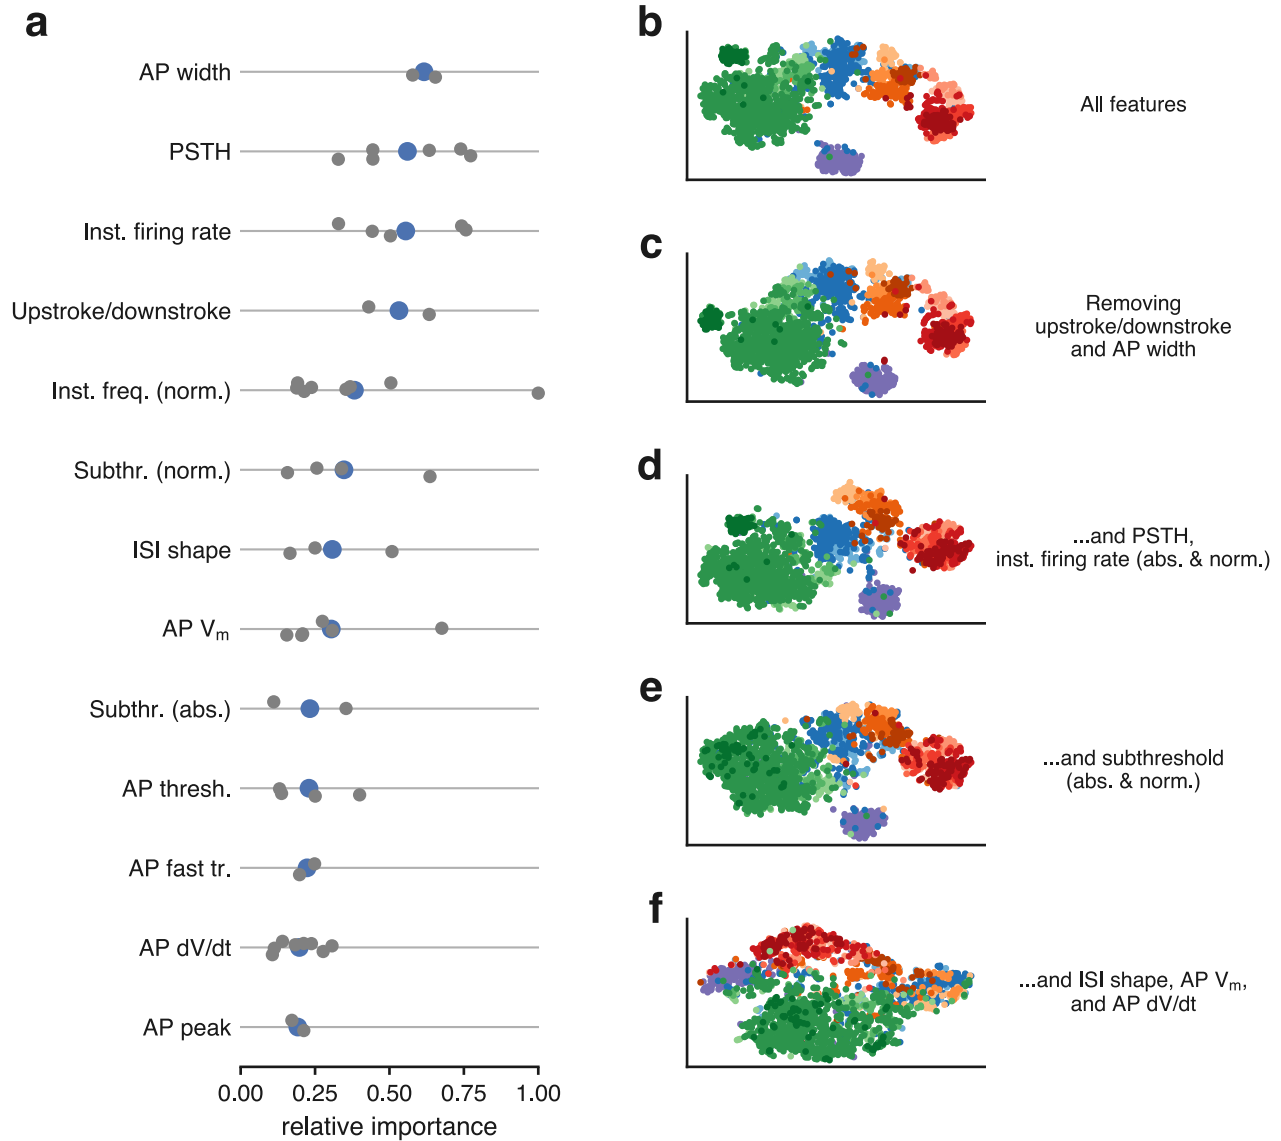 a
AP width
PSTH
Inst. firing rate
Upstroke/downstroke
Inst. freq. (norm.)
Subthr. (norm.)
ISI shape
AP Vm
Subthr. (abs.)
AP thresh.
AP fast tr.
AP dV/dt
AP peak
0.00 0.25 0.50 0.75 1.00
relative importance
b
All features
c
Removing
upstroke/downstroke
and AP width
d
...and PSTH,
inst. firing rate (abs. & norm.)
e
...and subthreshold
(abs. & norm.)
f
...and ISI shape, AP Vm,
and AP dV/dt